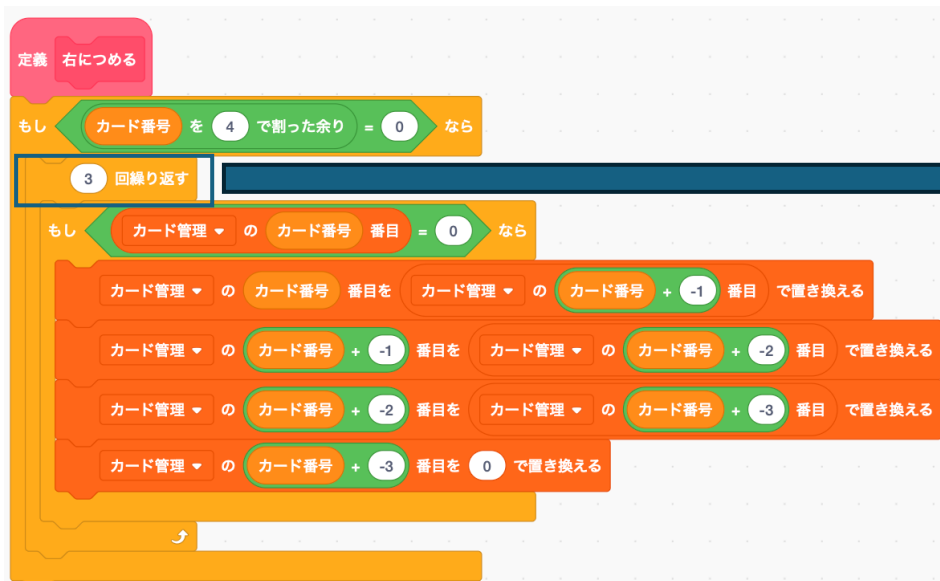 定義 右につめる
もし カード番号 を 4 で割った余り = 0 なら
3 回繰り返す
もし カード管理 の カード番号 番目 = 0 なら
カード管理 の カード番号 番目を カード管理 の カード番号 + -1 番目 で置き換える
カード管理 の カード番号 + -1 番目を カード管理 の カード番号 + -2 番目 で置き換える
カード管理 の カード番号 + -2 番目を カード管理 の カード番号 + -3 番目 で置き換える
カード管理 の カード番号 + -3 番目を 0 で置き換える